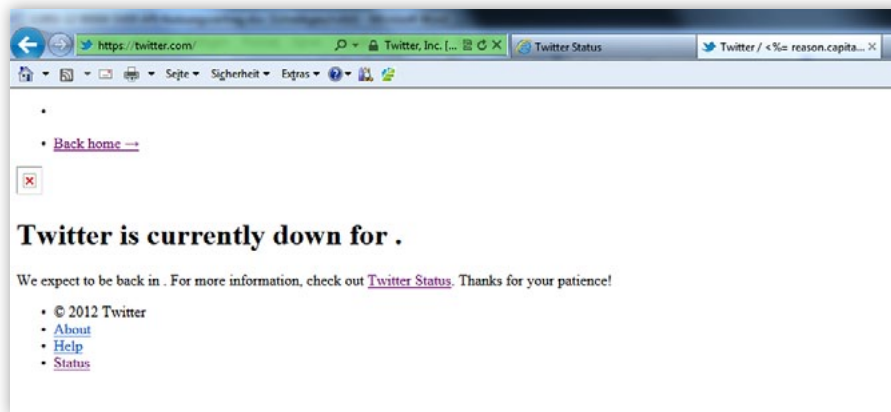 https://twitter.com/
Twitter, Inc. [...
Twitter Status
Twitter / <%= reason.capita...
Seite
Sicherheit
Extras
Back home →
Twitter is currently down for .
We expect to be back in . For more information, check out Twitter Status. Thanks for your patience!
© 2012 Twitter
About
Help
Status